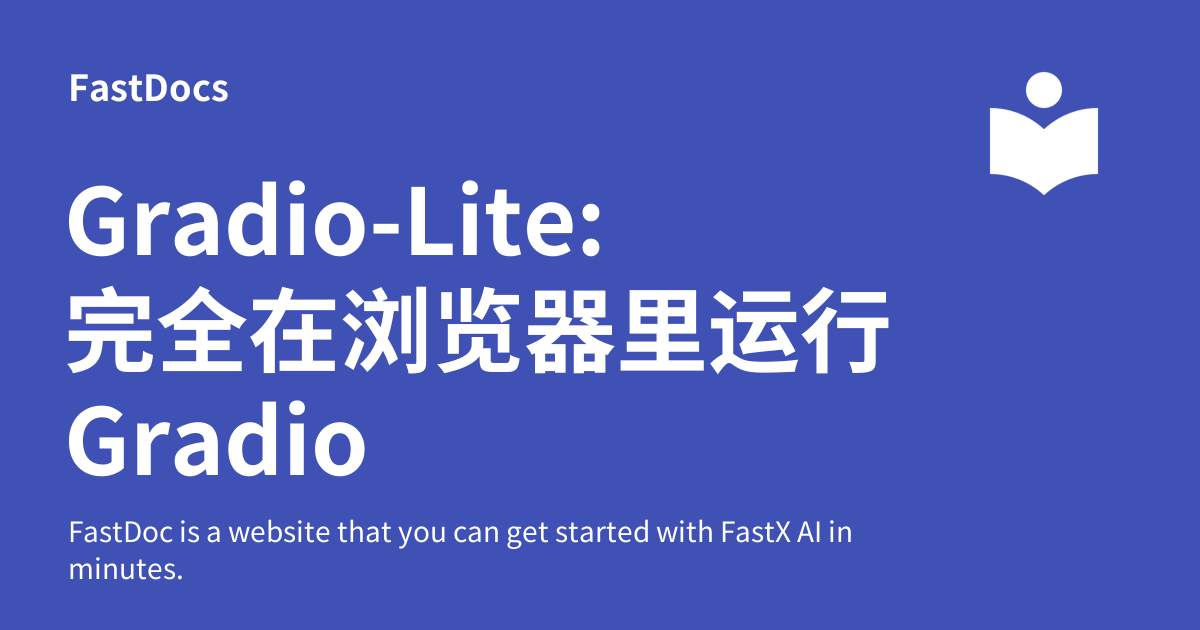 FastDocs
Gradio-Lite:
完全在浏览器里运行
Gradio
FastDoc is a website that you can get started with FastX AI in
minutes.